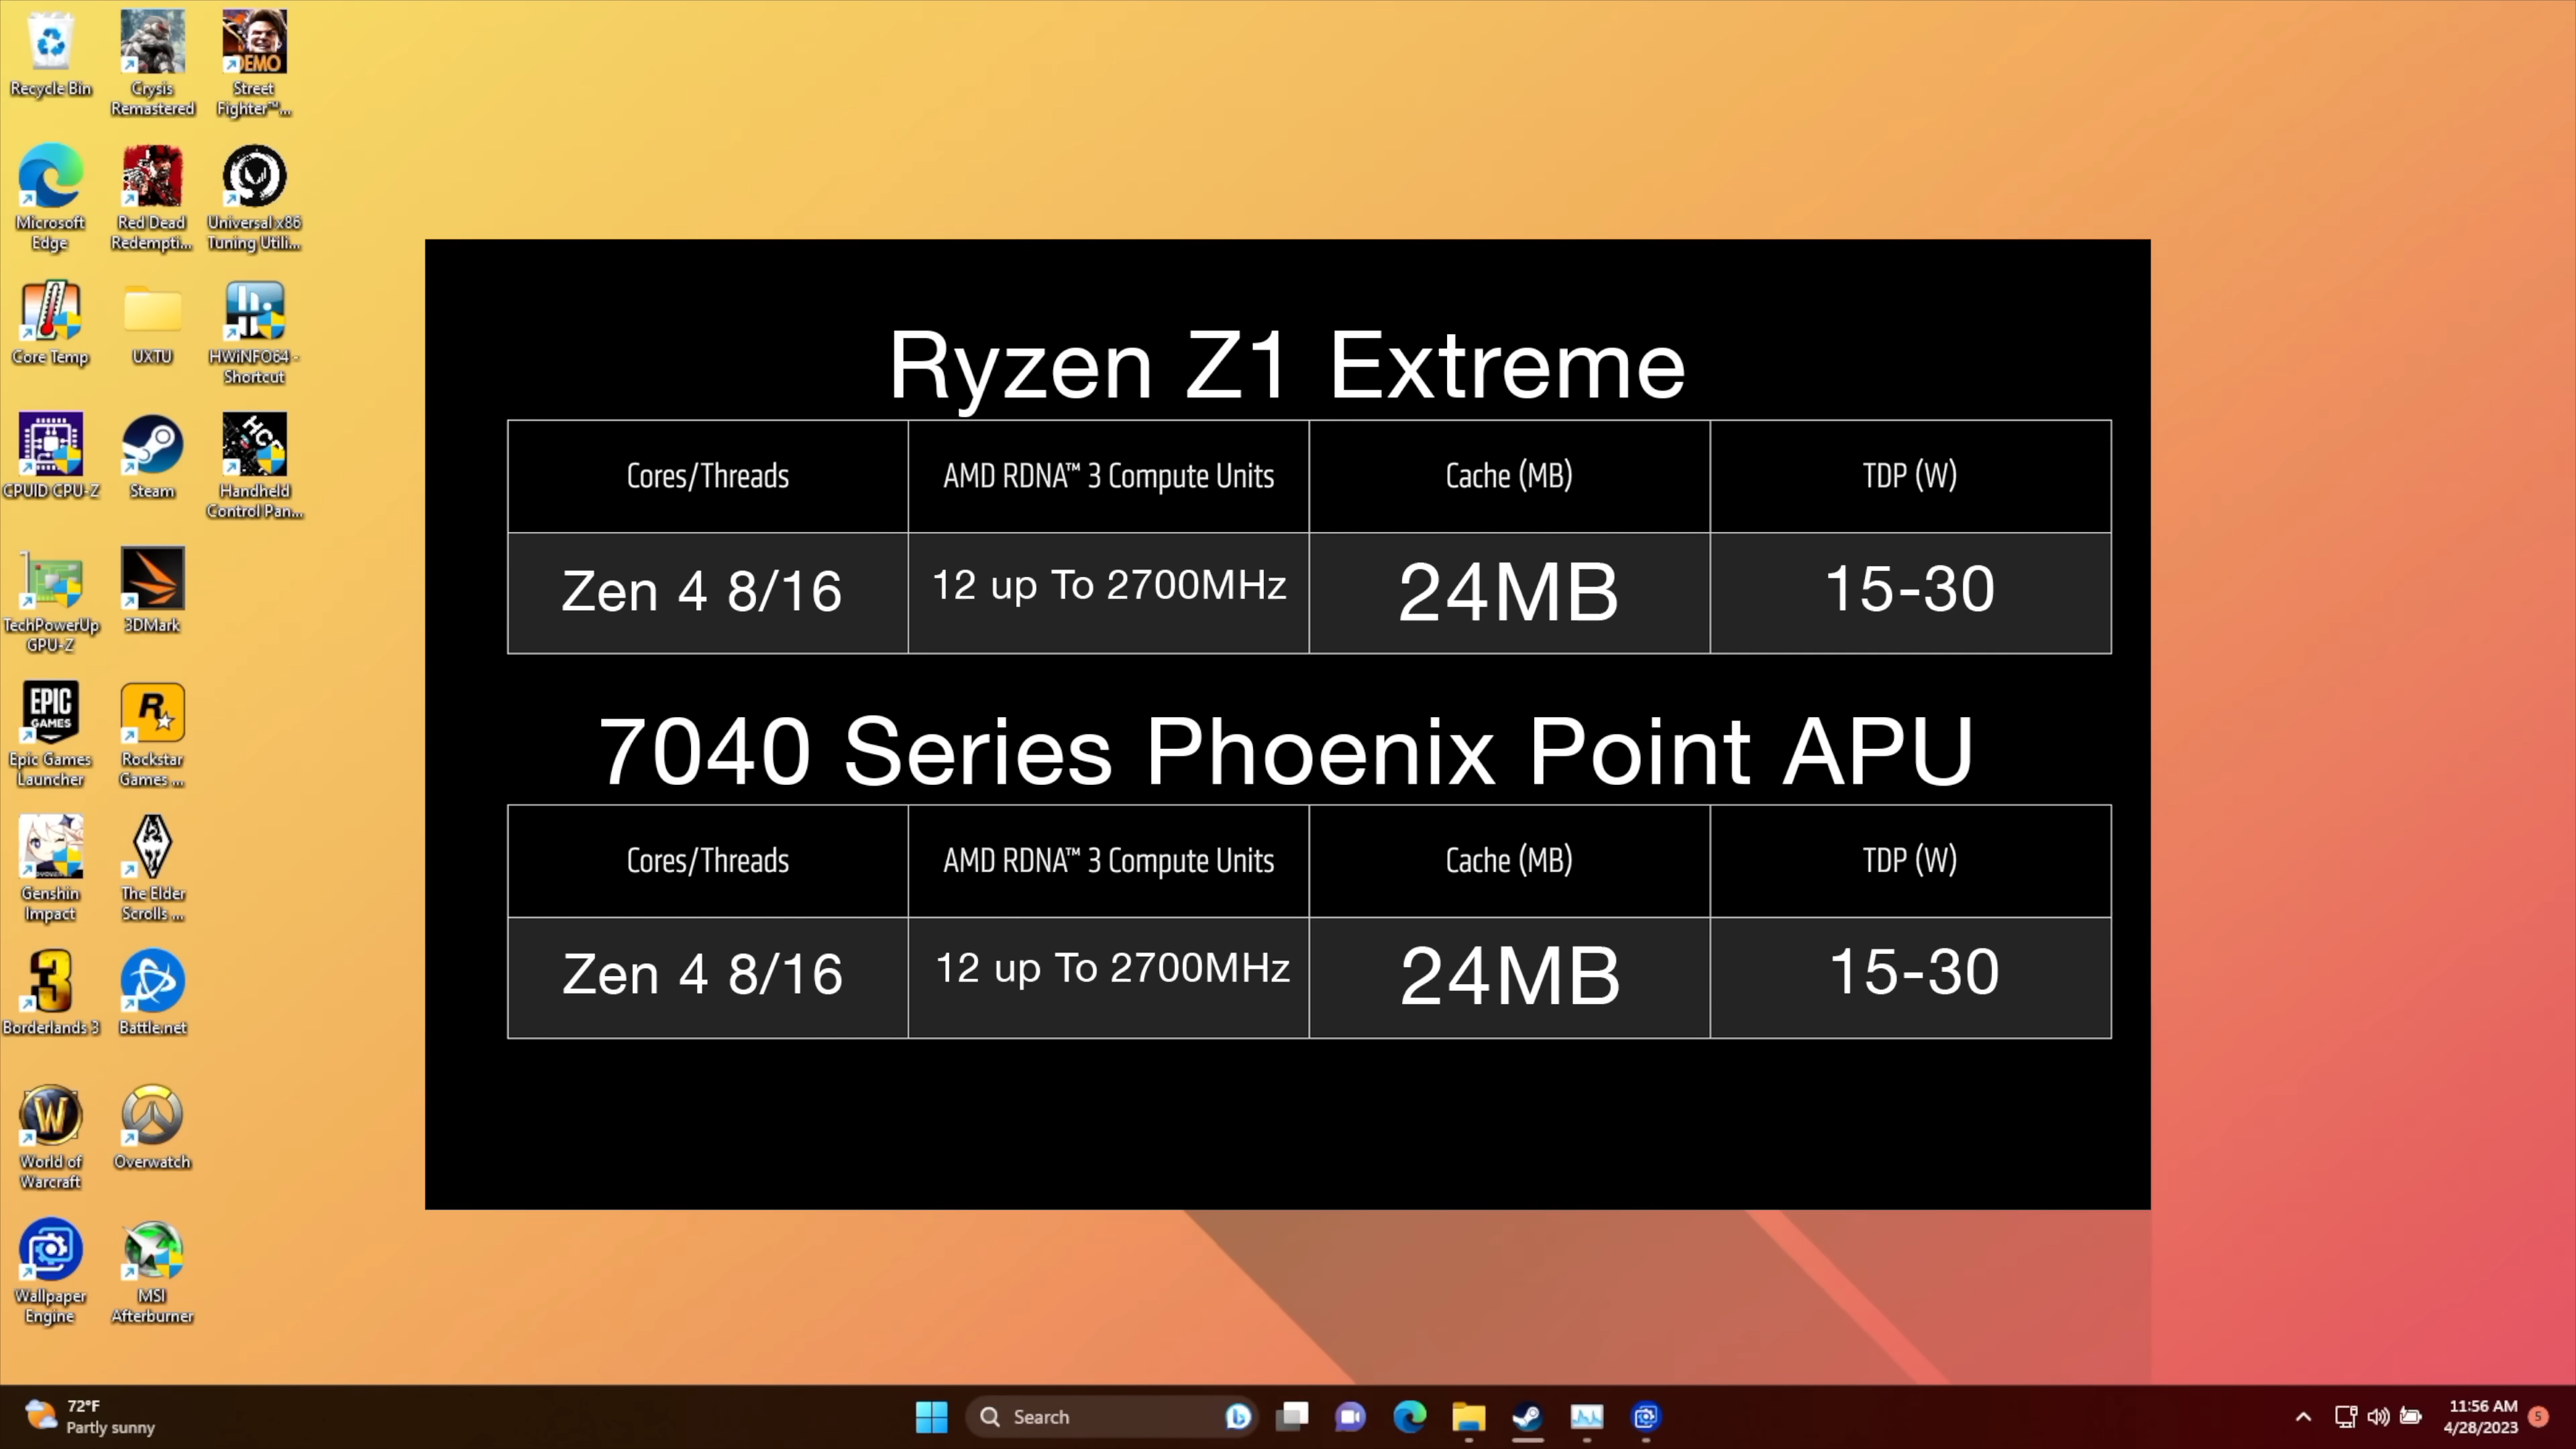 Recycle Bin
Crysis
Remastered
Street
Fighter™...
DEMO
Microsoft
Edge
Red Dead
Redempti...
Universal x86
Tuning Utili...
Core Temp
UXTU
HWiNFO64 -
Shortcut
CPUID CPU-Z
Steam
Handheld
Control Pan...
TechPowerUp
GPU-Z
3DMark
EPIC
GAMES
Epic Games
Launcher
Rockstar
Games ...
Genshin
Impact
The Elder
Scrolls ...
Borderlands 3
Battle.net
World of
Warcraft
Overwatch
Wallpaper
Engine
MSI
Afterburner
Ryzen Z1 Extreme
Cores/Threads
AMD RDNA™ 3 Compute Units
Cache (MB)
TDP (W)
Zen 4 8/16
12 up To 2700MHz
24MB
15-30
7040 Series Phoenix Point APU
Cores/Threads
AMD RDNA™ 3 Compute Units
Cache (MB)
TDP (W)
Zen 4 8/16
12 up To 2700MHz
24MB
15-30
72°F
Partly sunny
Search
11:56 AM
4/28/2023
5